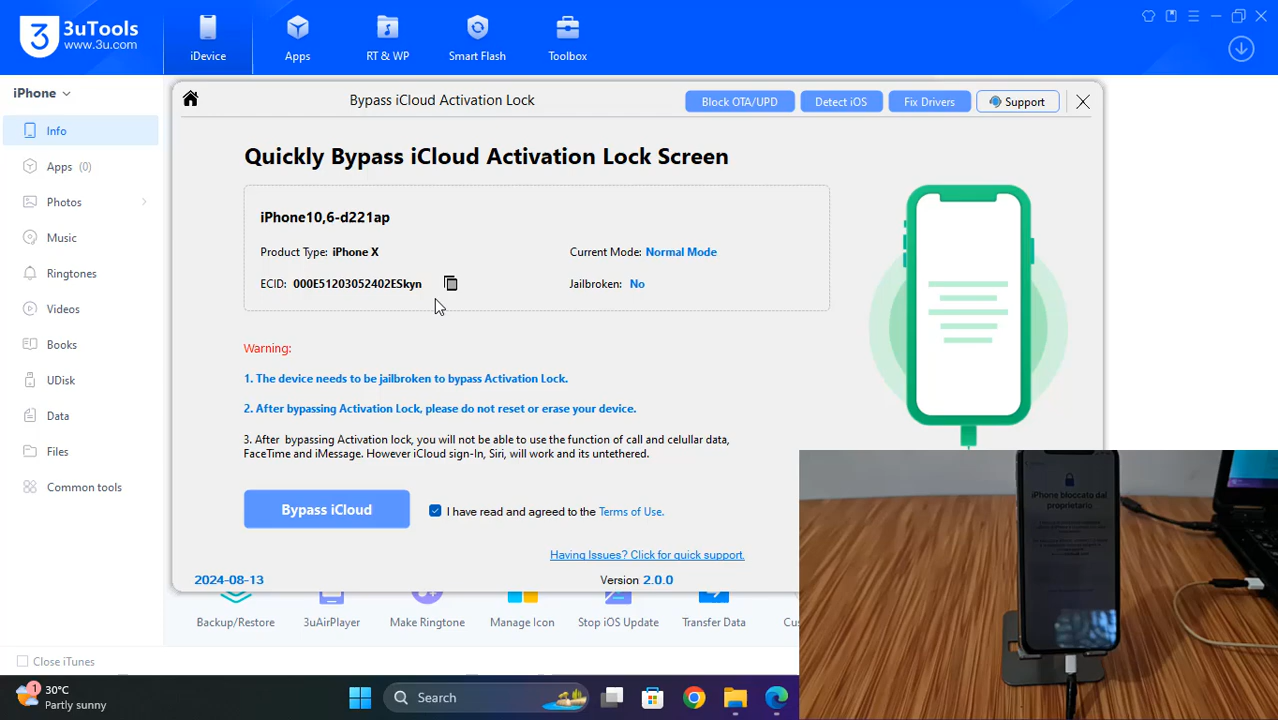 3uTools
www.3u.com
iDevice
Apps
RT & WP
Smart Flash
Toolbox
iPhone
Info
Apps (0)
Photos
Music
Ringtones
Videos
Books
UDisk
Data
Files
Common tools
Close iTunes
Bypass iCloud Activation Lock
Block OTA/UPD
Detect iOS
Fix Drivers
Support
Quickly Bypass iCloud Activation Lock Screen
iPhone10,6-d221ap
Product Type: iPhone X
Current Mode: Normal Mode
ECID: 000E51203052402ESkyn
Jailbroken: No
Warning:
1. The device needs to be jailbroken to bypass Activation Lock.
2. After bypassing Activation Lock, please do not reset or erase your device.
3. After bypassing Activation lock, you will not be able to use the function of call and celullar data,
FaceTime and iMessage. However iCloud sign-In, Siri, will work and its untethered.
Bypass iCloud
I have read and agreed to the Terms of Use.
Having Issues? Click for quick support.
2024-08-13
Version 2.0.0
Backup/Restore
3uAirPlayer
Make Ringtone
Manage Icon
Stop iOS Update
Transfer Data
iPhone bloccato dal
proprietario
1
30°C
Partly sunny
Search